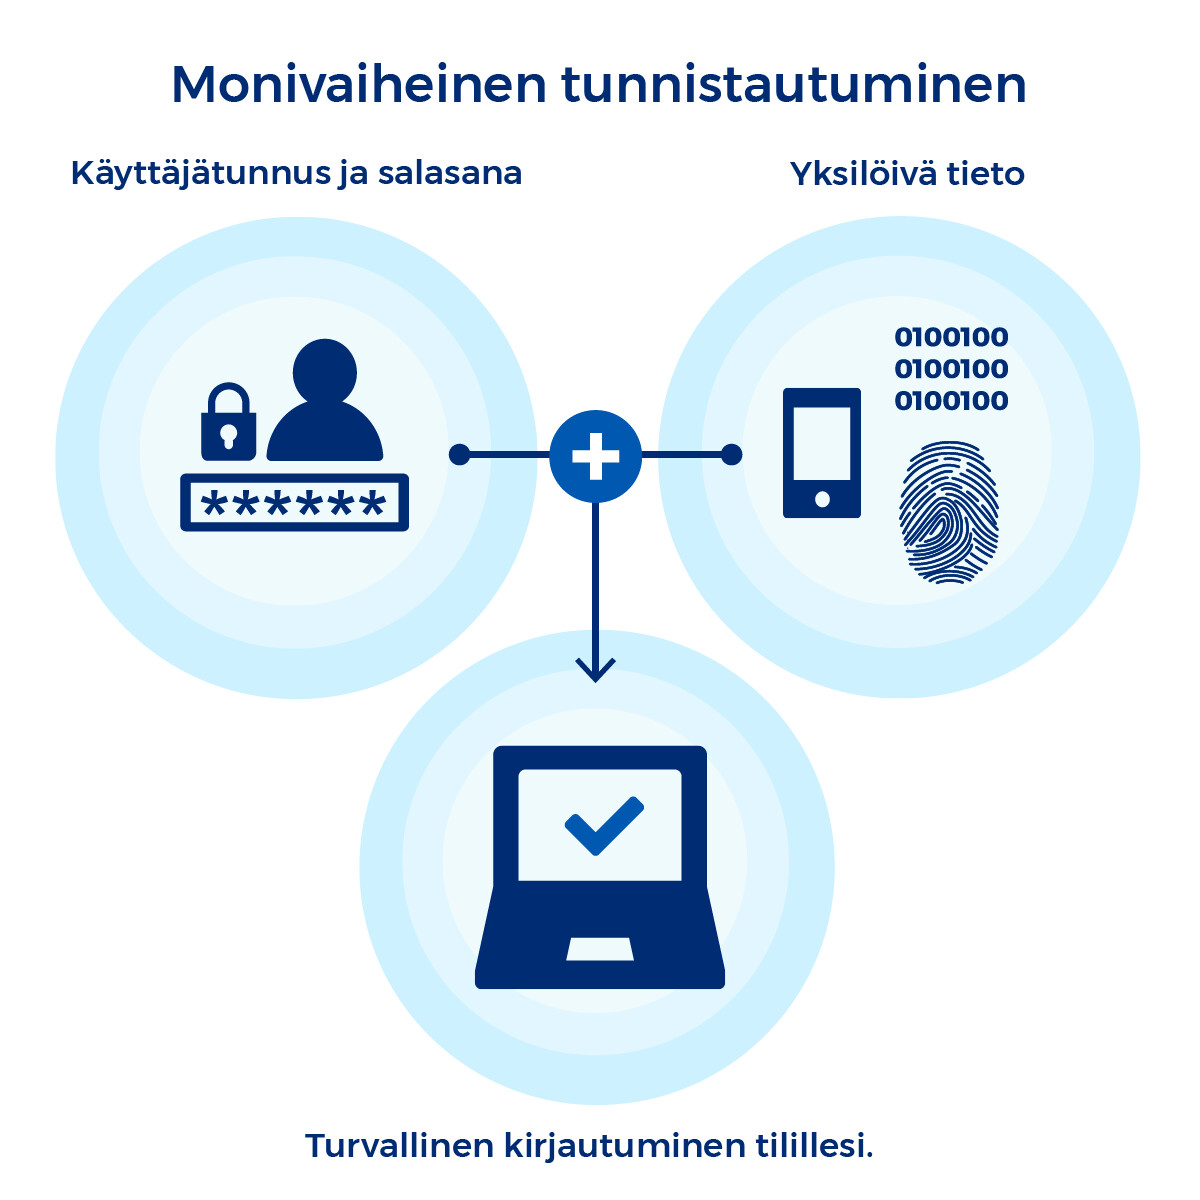 Monivaiheinen tunnistautuminen
Käyttäjätunnus ja salasana
Yksilöivä tieto
0100100
0100100
0100100
******
Turvallinen kirjautuminen tilillesi.